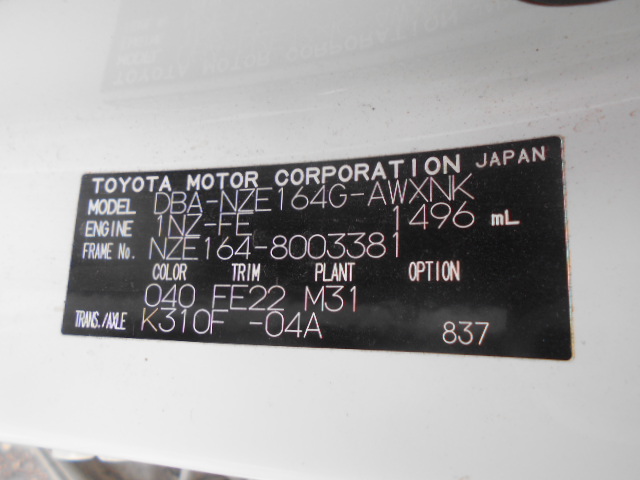 TOYOTA MOTOR CORPORATION JAPAN
MODEL DBA-NZE164G-AWXNK
ENGINE 1NZ-FE 1496 mL
FRAME No. NZE164-8003381
COLOR TRIM PLANT OPTION
040 FE22 M31
TRANS./AXLE K310F -04A 837